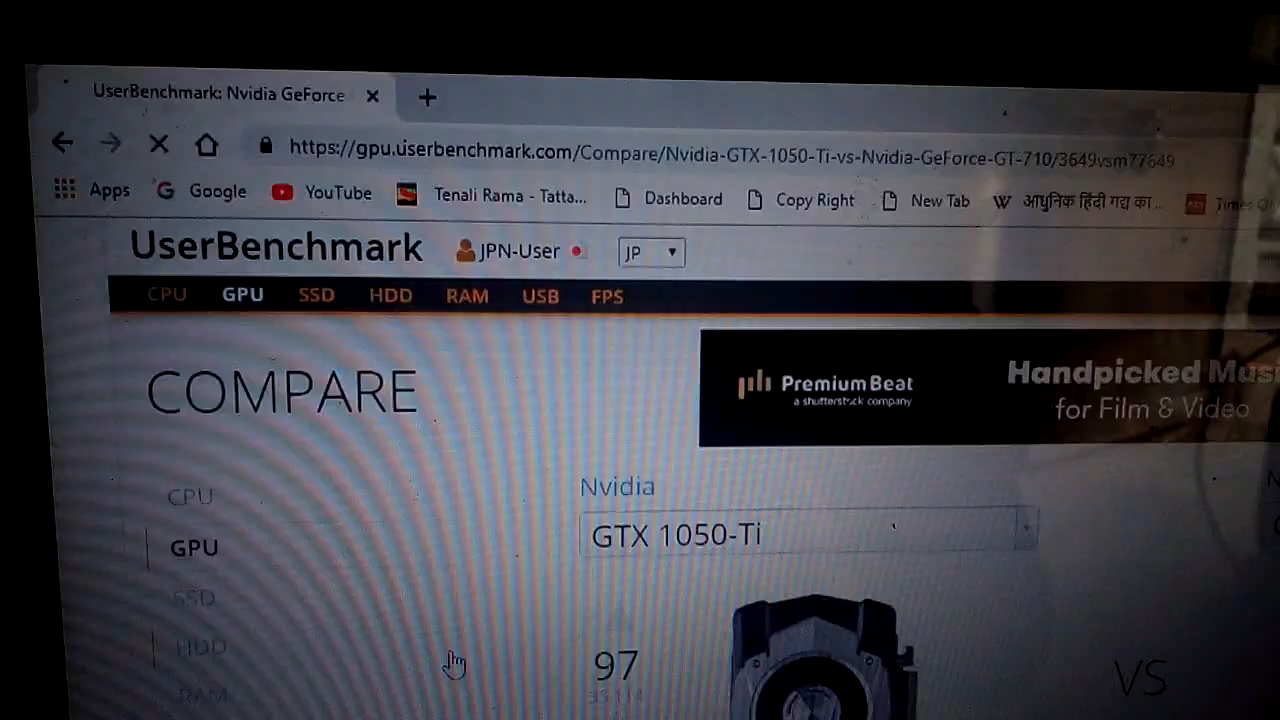 UserBenchmark: Nvidia GeForce
https://gpu.userbenchmark.com/Compare/Nvidia-GTX-1050-Ti-vs-Nvidia-GeForce-GT-710/3649vsm77649
Apps Google YouTube Tenali Rama - Tatta... Dashboard Copy Right New Tab W आधुनिक हिंदी गद्य का...
UserBenchmark JPN-User JP
CPU GPU SSD HDD RAM USB FPS
COMPARE
PremiumBeat
a shutterstock company
Handpicked
for Film & Video
CPU
GPU
SSD
HDD
RAM
Nvidia
GTX 1050-Ti
97
VS